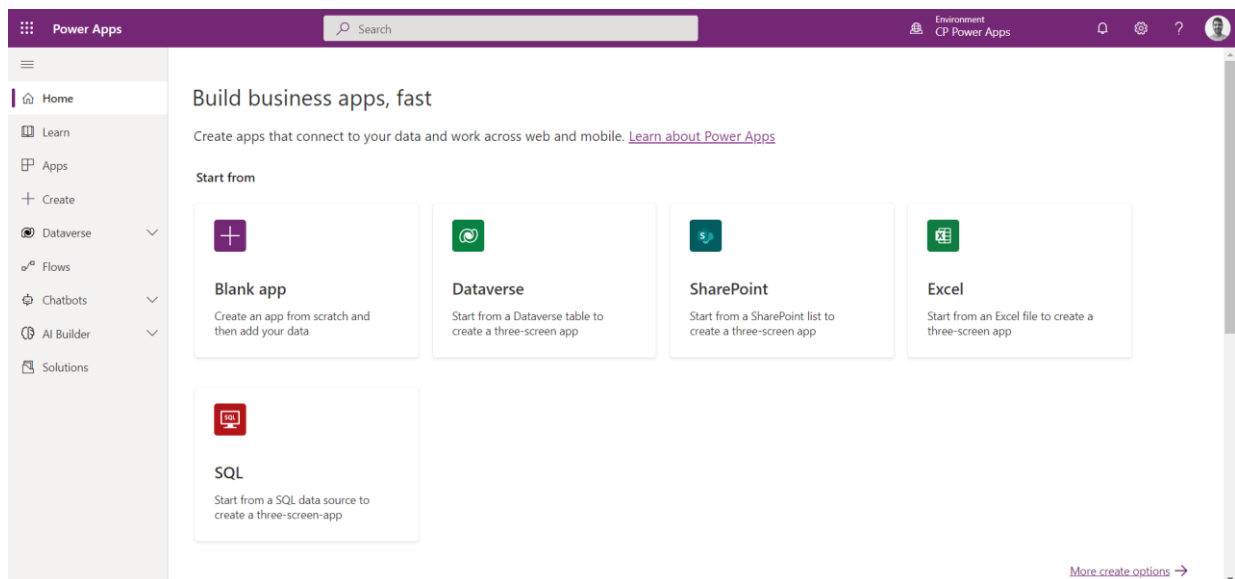 Power Apps
Search
Environment
CP Power Apps
?
Home
Learn
Apps
Create
Dataverse
Flows
Chatbots
AI Builder
Solutions
Build business apps, fast
Create apps that connect to your data and work across web and mobile. Learn about Power Apps
Start from
Blank app
Create an app from scratch and
then add your data
Dataverse
Start from a Dataverse table to
create a three-screen app
S
SharePoint
Start from a SharePoint list to
create a three-screen app
X
Excel
Start from an Excel file to create a
three-screen app
SQL
SQL
Start from a SQL data source to
create a three-screen-app
More create options →